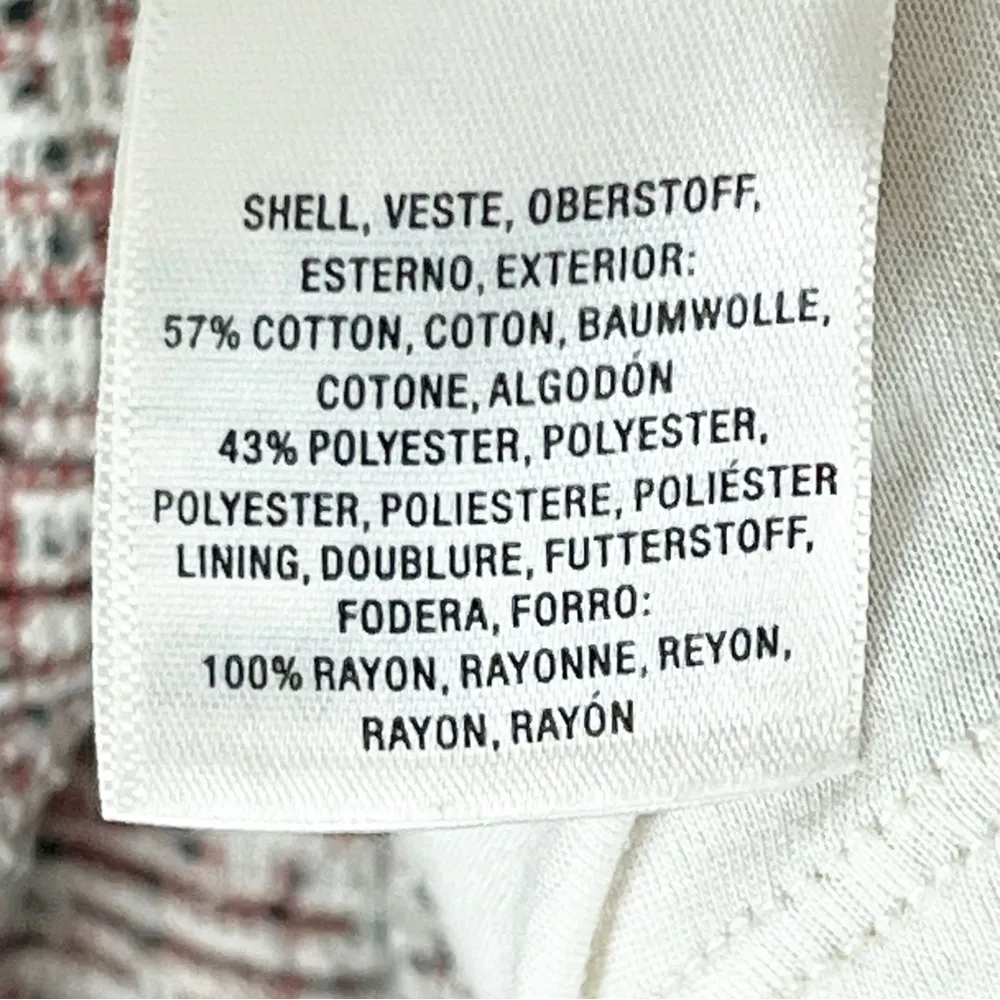 SHELL, VESTE, OBERSTOFF,
ESTERNO, EXTERIOR:
57% COTTON, COTON, BAUMWOLLE,
COTONE, ALGODÓN
43% POLYESTER, POLYESTER,
POLYESTER, POLIESTERE, POLIÉSTER
LINING, DOUBLURE, FUTTERSTOFF,
FODERA, FORRO:
100% RAYON, RAYONNE, REYON,
RAYON, RAYÓN